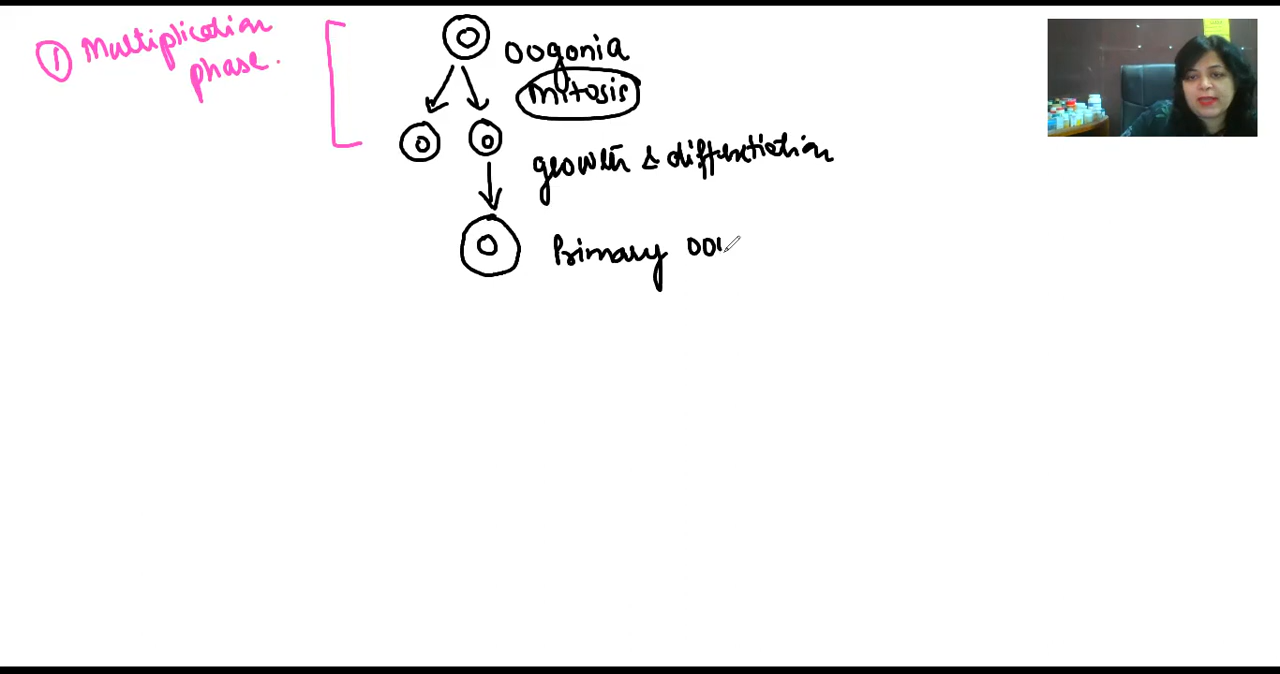 ① Multiplication
phase.
oogonia
mitosis
growth & differentiation
Primary oo